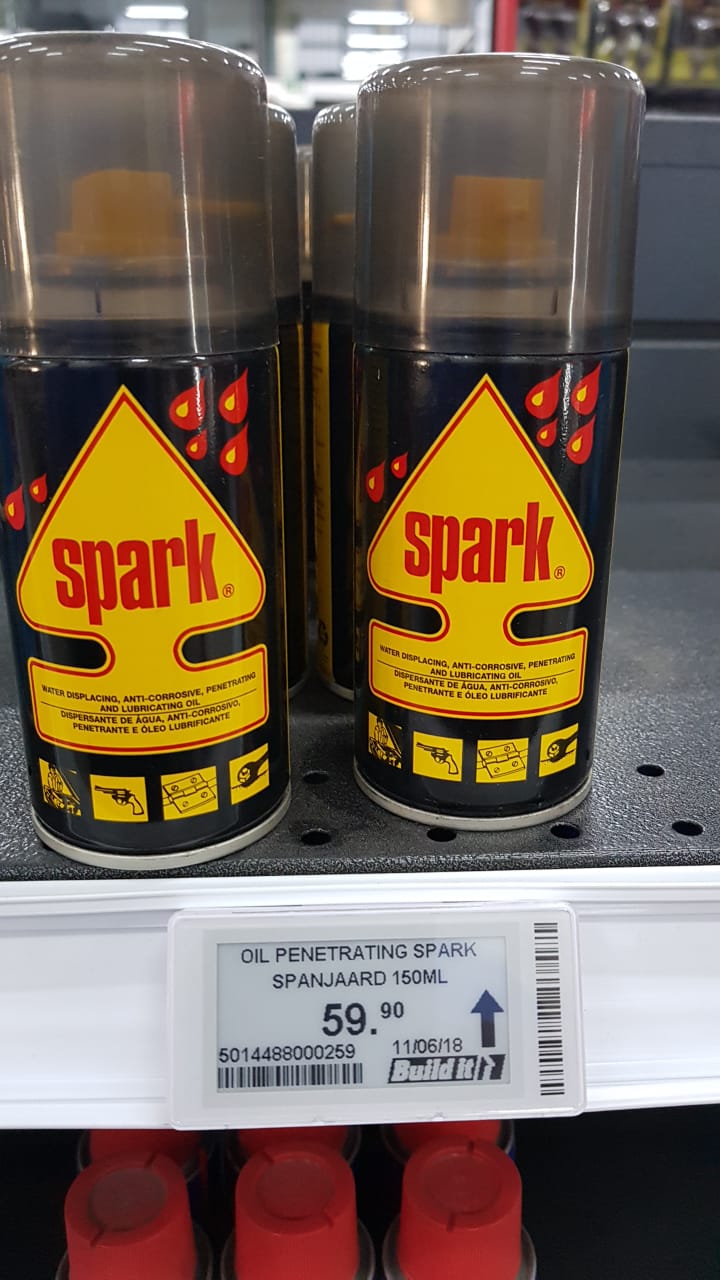 spark®
WATER DISPLACING, ANTI-CORROSIVE, PENETRATING
AND LUBRICATING OIL
DISPERSANTE DE ÁGUA, ANTI-CORROSIVO,
PENETRANTE E ÓLEO LUBRIFICANTE
spark®
WATER DISPLACING, ANTI-CORROSIVE, PENETRATING
AND LUBRICATING OIL
DISPERSANTE DE ÁGUA, ANTI-CORROSIVO,
PENETRANTE E ÓLEO LUBRIFICANTE
OIL PENETRATING SPARK
SPANJAARD 150ML
59.90
5014488000259 11/06/18
Build it